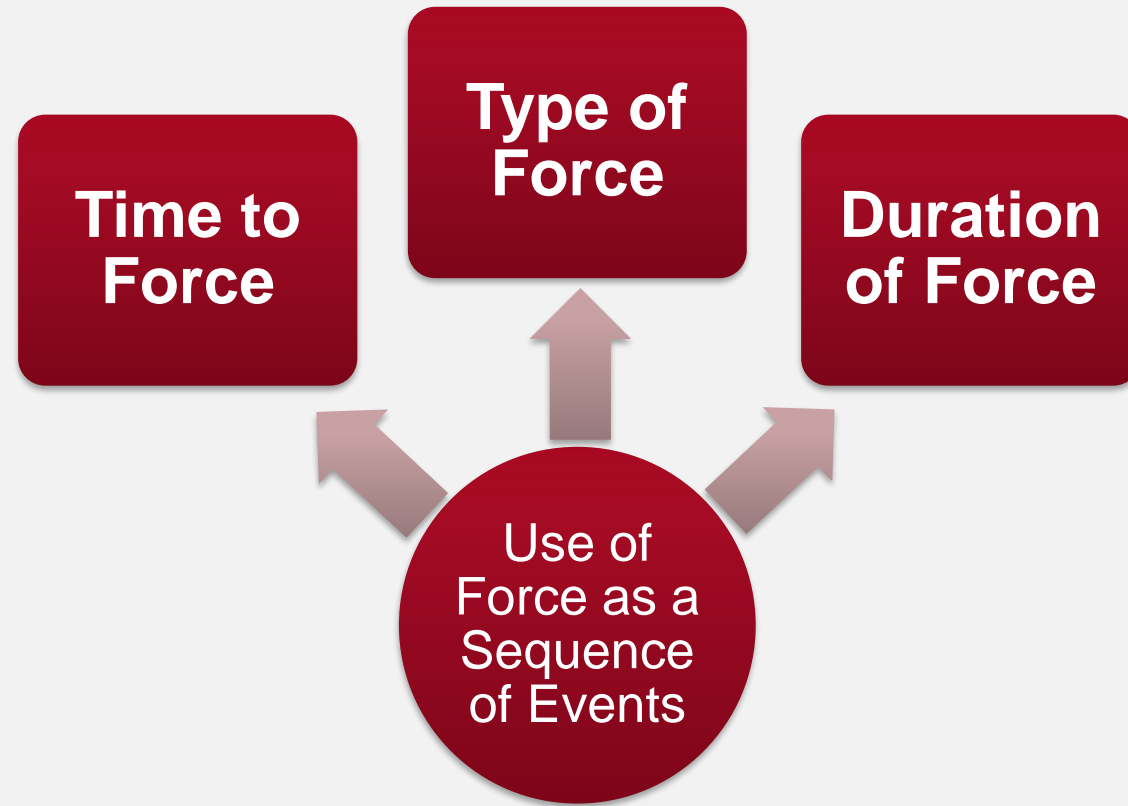 Time to
Force
Type of
Force
Duration
of Force
Use of
Force as a
Sequence
of Events